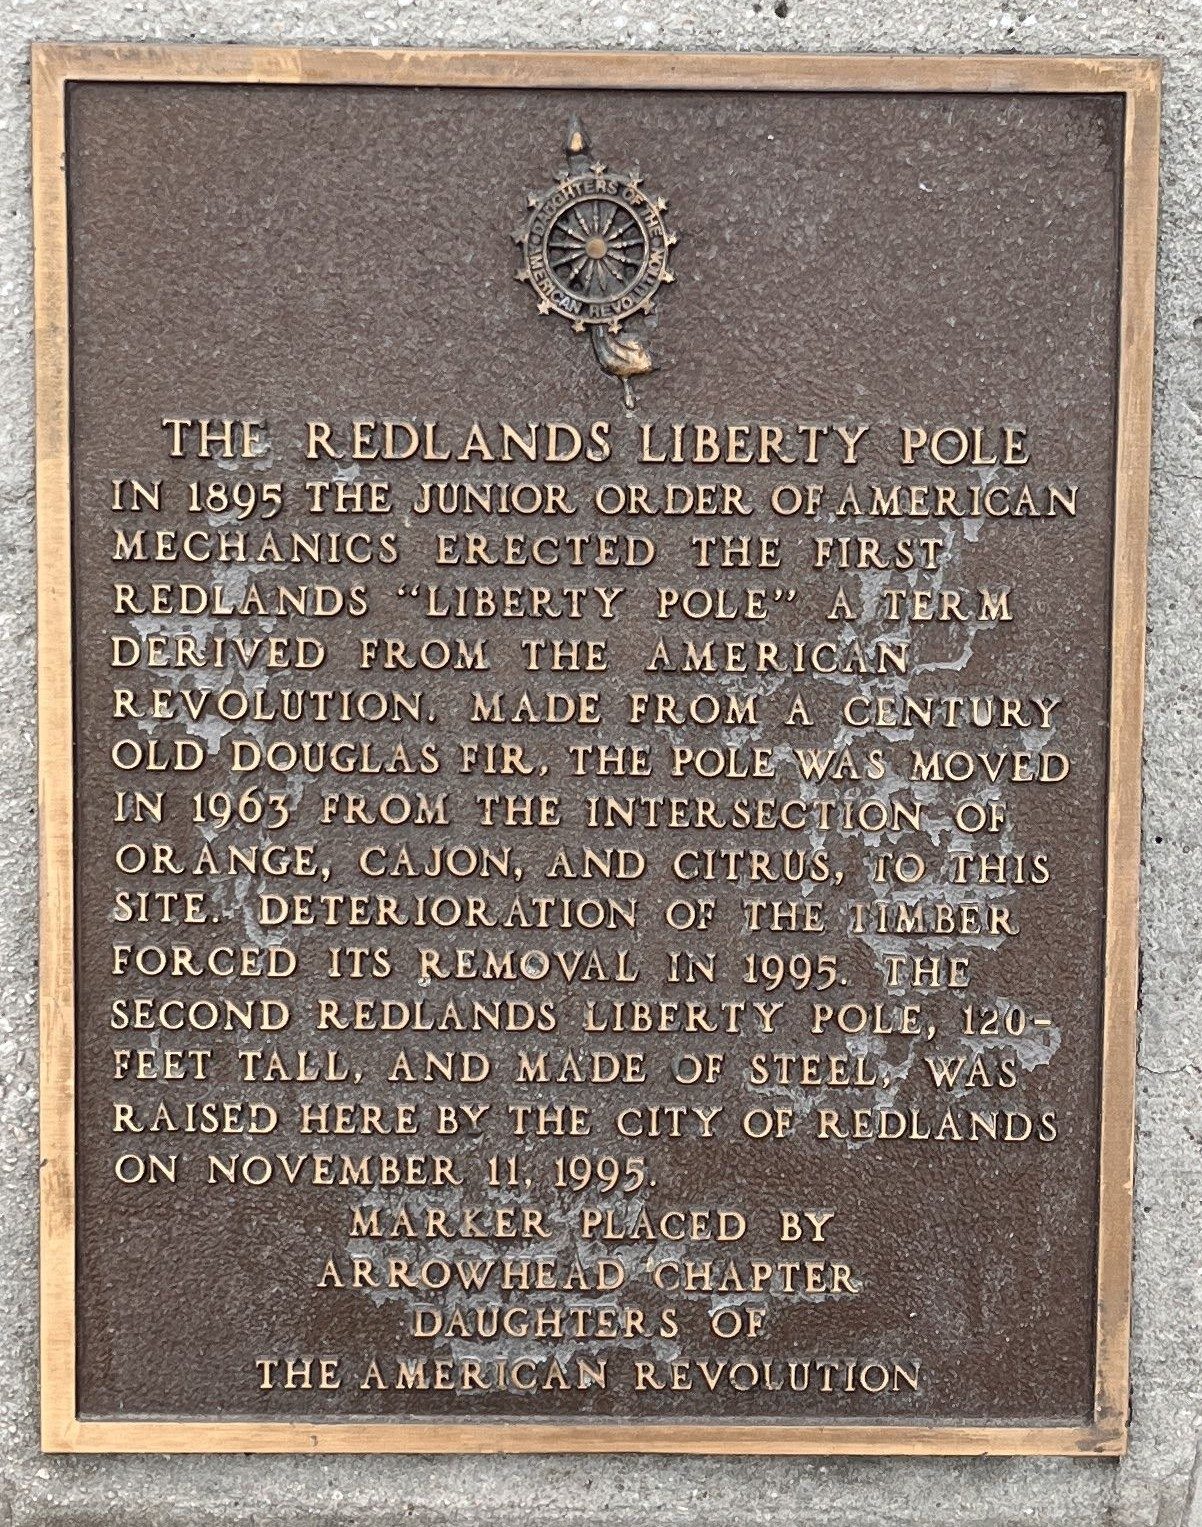 DAUGHTERS OF THE
AMERICAN REVOLUTION
THE REDLANDS LIBERTY POLE
IN 1895 THE JUNIOR ORDER OF AMERICAN
MECHANICS ERECTED THE FIRST
REDLANDS “LIBERTY POLE” A TERM
DERIVED FROM THE AMERICAN
REVOLUTION. MADE FROM A CENTURY
OLD DOUGLAS FIR, THE POLE WAS MOVED
IN 1963 FROM THE INTERSECTION OF
ORANGE, CAJON, AND CITRUS, TO THIS
SITE. DETERIORATION OF THE TIMBER
FORCED ITS REMOVAL IN 1995. THE
SECOND REDLANDS LIBERTY POLE, 120-
FEET TALL, AND MADE OF STEEL, WAS
RAISED HERE BY THE CITY OF REDLANDS
ON NOVEMBER 11, 1995.
MARKER PLACED BY
ARROWHEAD CHAPTER
DAUGHTERS OF
THE AMERICAN REVOLUTION